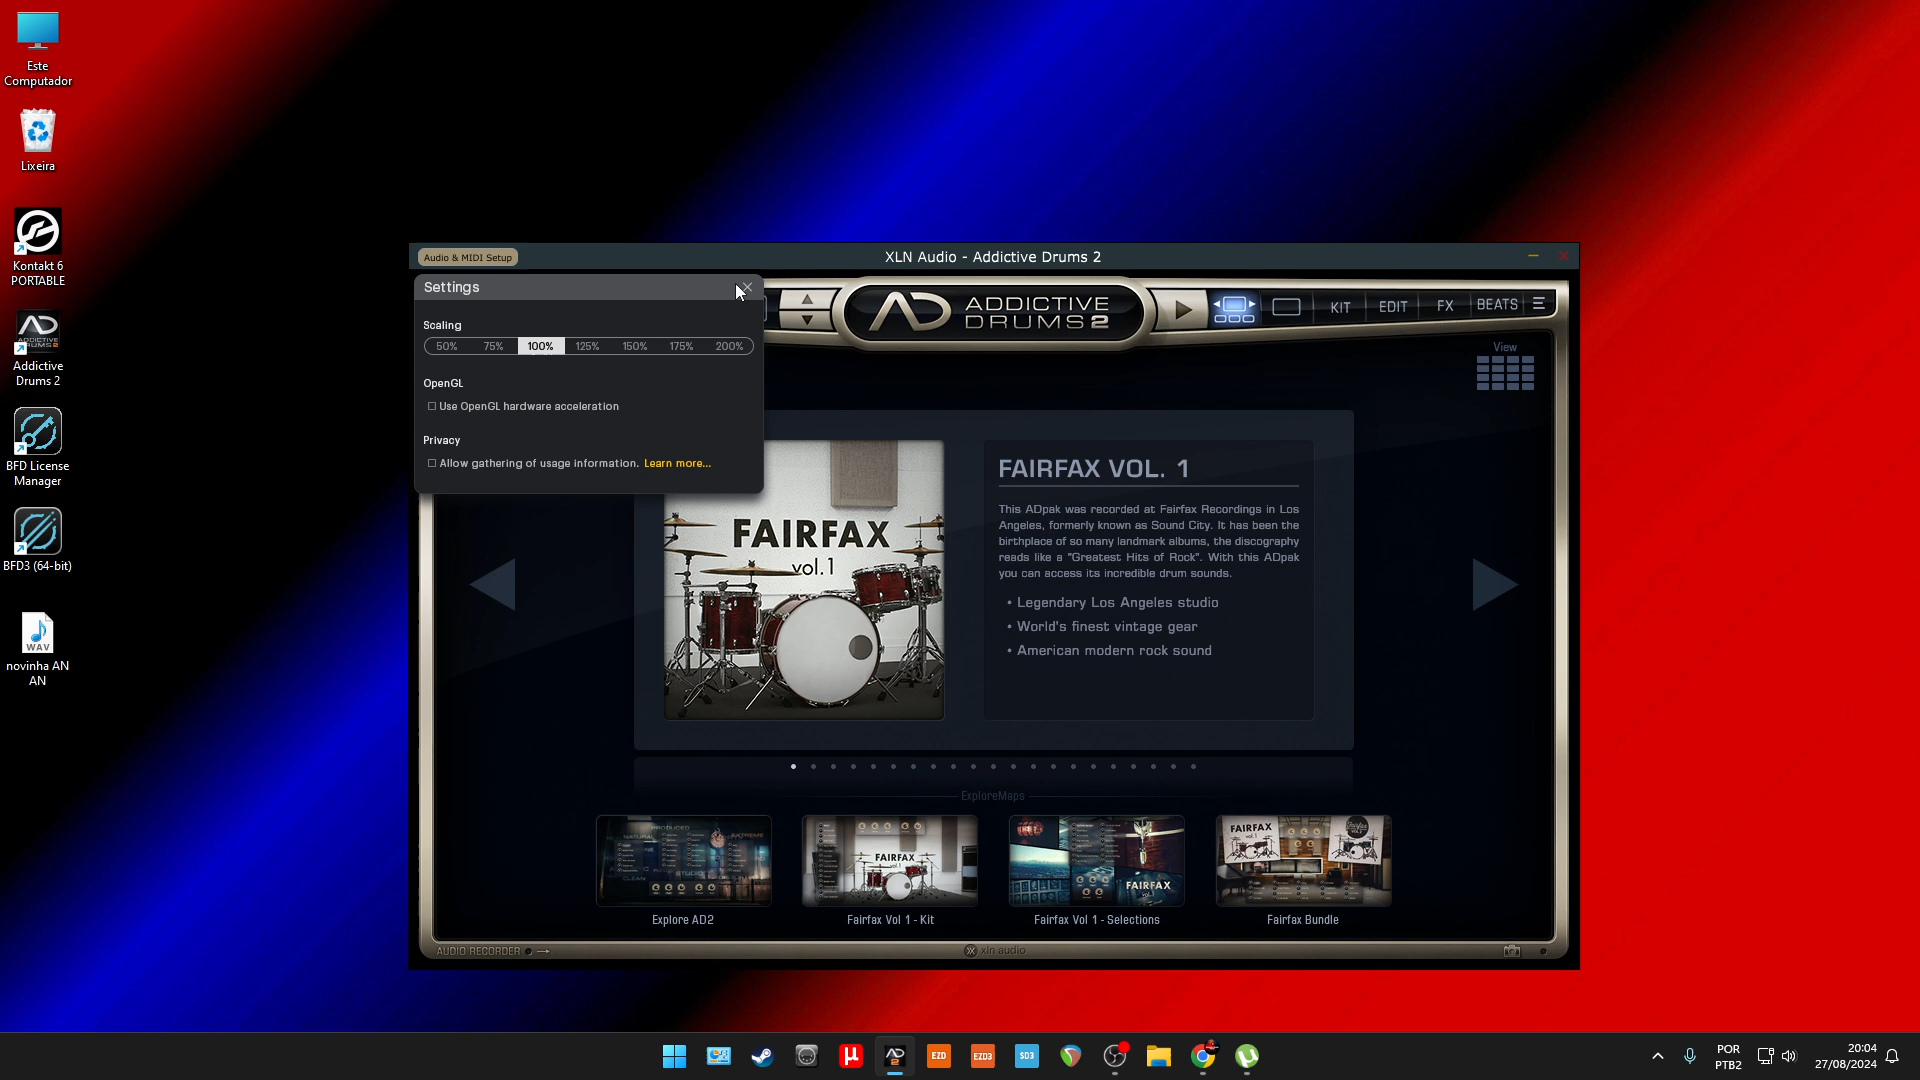 Este
Computador
Lixeira
Kontakt 6
PORTABLE
Addictive
Drums 2
BFD License
Manager
BFD3 (64-bit)
WAV
novinha AN
AN
Audio & MIDI Setup
XLN Audio - Addictive Drums 2
Settings
Scaling
50% 75% 100% 125% 150% 175% 200%
OpenGL
Use OpenGL hardware acceleration
Privacy
Allow gathering of usage information. Learn more...
ADDICTIVE
DRUMS 2
KIT EDIT FX BEATS
View
FAIRFAX
vol.1
FAIRFAX VOL. 1
This ADpak was recorded at Fairfax Recordings in Los
Angeles, formerly known as Sound City. It has been the
birthplace of so many landmark albums, the discography
reads like a "Greatest Hits of Rock". With this ADpak
you can access its incredible drum sounds.
• Legendary Los Angeles studio
• World's finest vintage gear
• American modern rock sound
ExploreMaps
Explore AD2
Fairfax Vol 1 - Kit
Fairfax Vol 1 - Selections
Fairfax Bundle
AUDIO RECORDER
xln audio
EZD
EZD3
SD3
POR
PTB2
20:04
27/08/2024